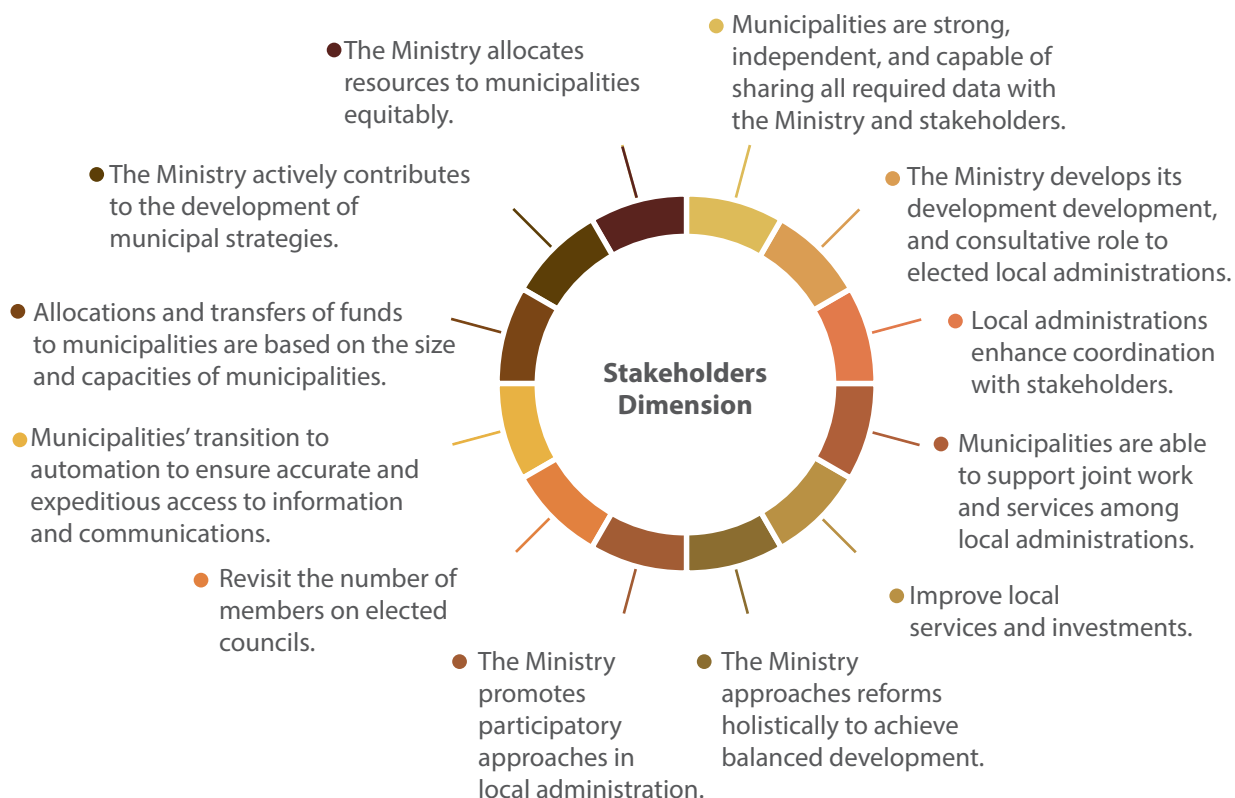 Municipalities are strong,
independent, and capable of
sharing all required data with
the Ministry and stakeholders.
The Ministry develops its
development development,
and consultative role to
elected local administrations.
Local administrations
enhance coordination
with stakeholders.
Municipalities are able
to support joint work
and services among
local administrations.
Improve local
services and investments.
The Ministry
approaches reforms
holistically to achieve
balanced development.
The Ministry
promotes
participatory
approaches in
local administration.
Revisit the number of
members on elected
councils.
Municipalities’ transition to
automation to ensure accurate and
expeditious access to information
and communications.
Allocations and transfers of funds
to municipalities are based on the size
and capacities of municipalities.
The Ministry actively contributes
to the development of
municipal strategies.
The Ministry allocates
resources to municipalities
equitably.
Stakeholders
Dimension